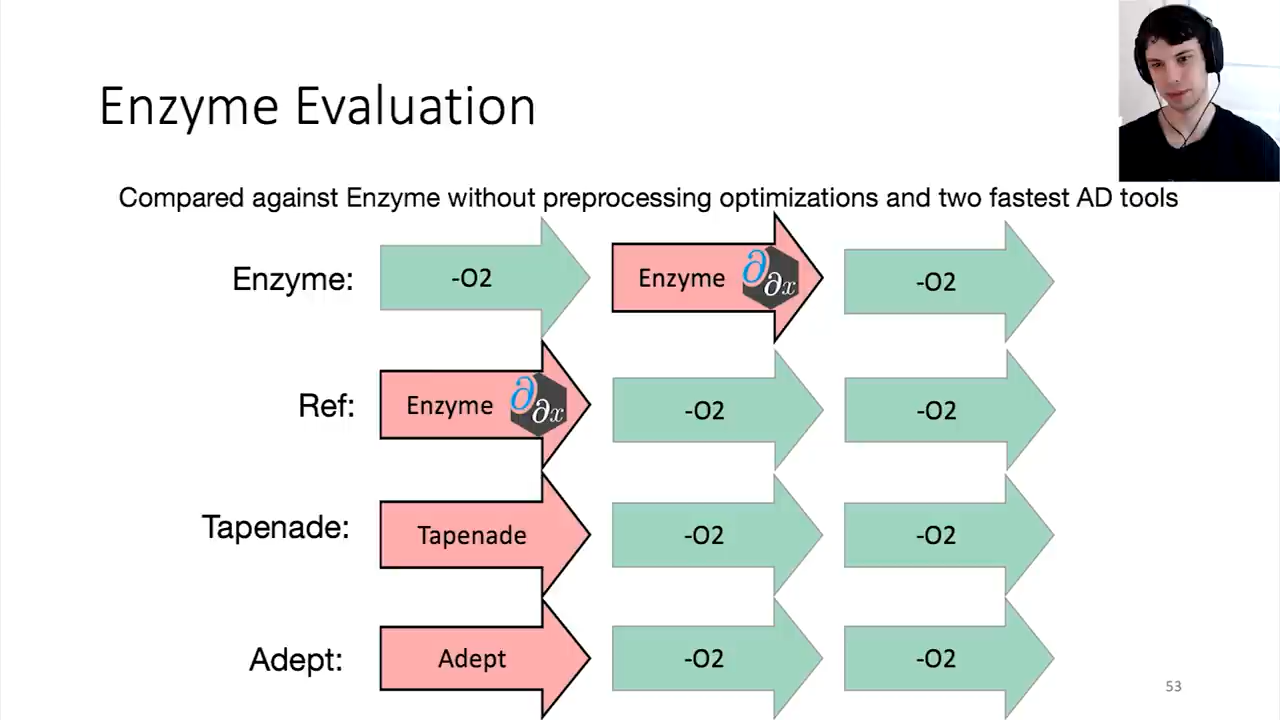 Enzyme Evaluation
Compared against Enzyme without preprocessing optimizations and two fastest AD tools
Enzyme: -O2 Enzyme ∂ ∂x -O2
Ref: Enzyme ∂ ∂x -O2 -O2
Tapenade: Tapenade -O2 -O2
Adept: Adept -O2 -O2
53